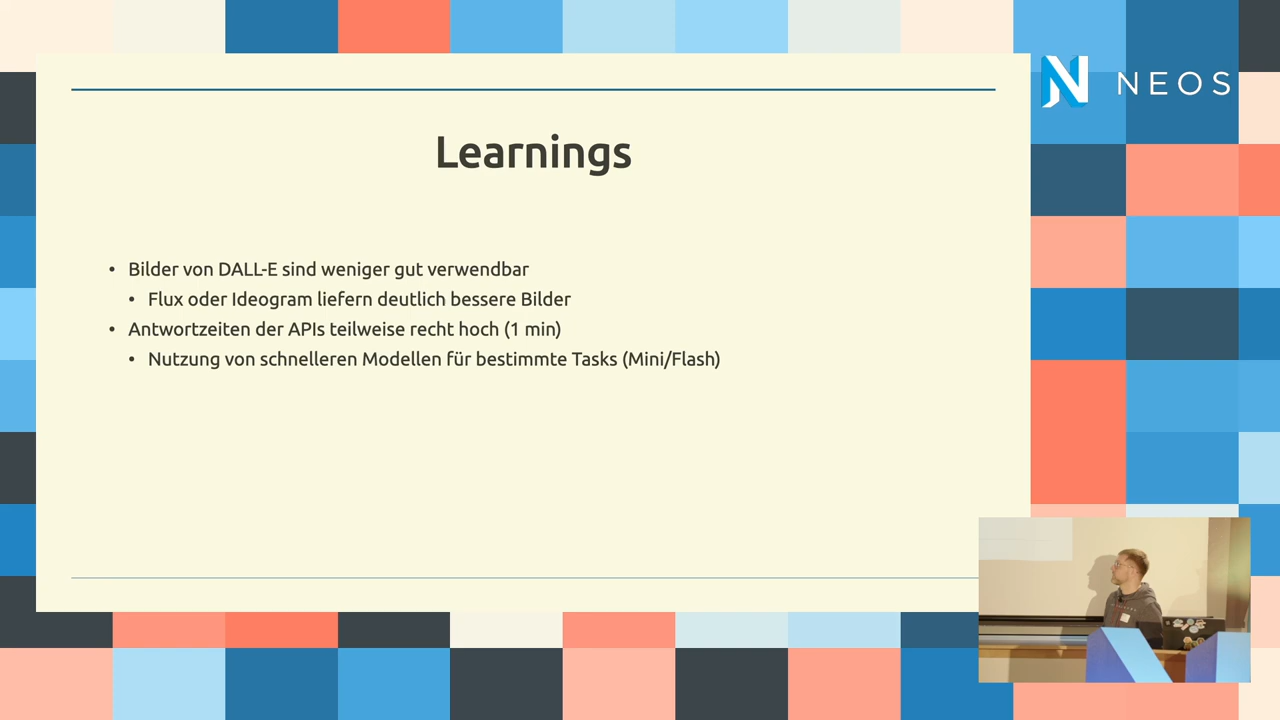 NEOS
Learnings
• Bilder von DALL-E sind weniger gut verwendbar
• Flux oder Ideogram liefern deutlich bessere Bilder
• Antwortzeiten der APIs teilweise recht hoch (1 min)
• Nutzung von schnelleren Modellen für bestimmte Tasks (Mini/Flash)